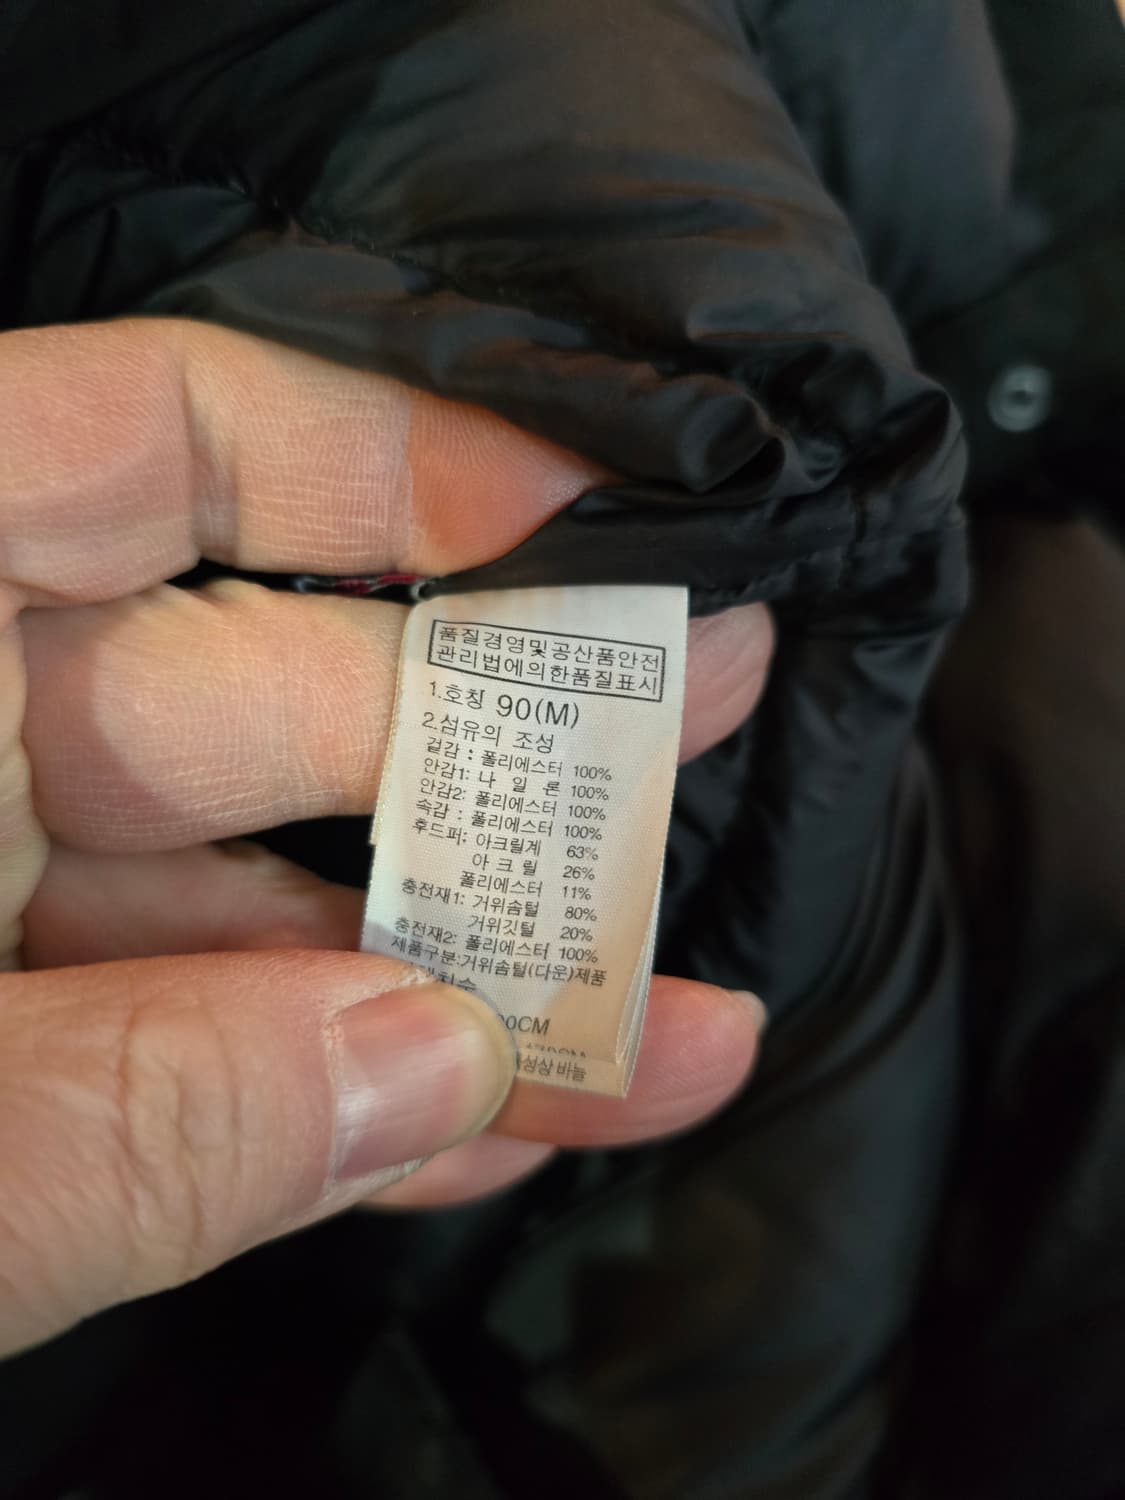 품질경영및공산품안전
관리법에의한품질표시
1.호칭 90(M)
2.섬유의 조성
겉감 : 폴리에스터 100%
안감1: 나 일 론 100%
안감2: 폴리에스터 100%
속감 : 폴리에스터 100%
후드퍼: 아크릴계 63%
아 크 릴 26%
폴리에스터 11%
충전재1: 거위솜털 80%
거위깃털 20%
충전재2: 폴리에스터 100%
제품구분:거위솜털(다운)제품